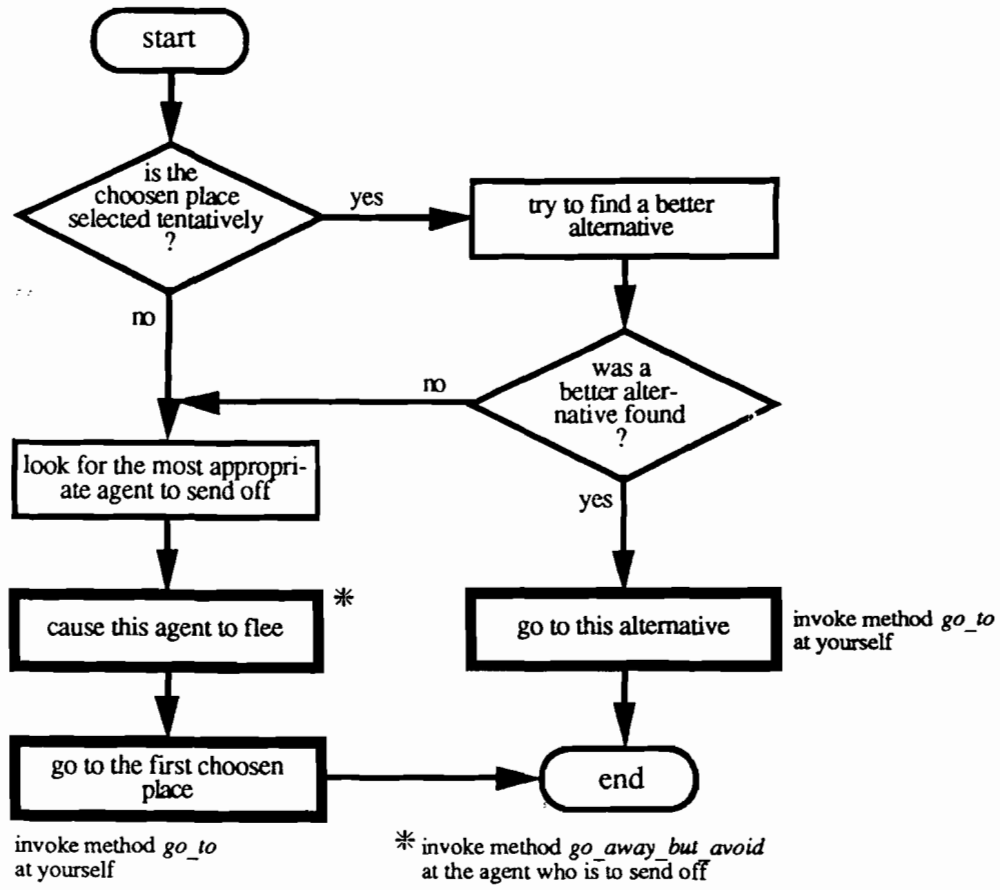 start
is the
choosen place
selected tentatively
?
yes
try to find a better
alternative
no
was a
better alter-
native found
?
no
look for the most appropri-
ate agent to send off
yes
cause this agent to flee
*
go to this alternative
invoke method go_to
at yourself
go to the first choosen
place
end
invoke method go_to
at yourself
* invoke method go_away_but_avoid
at the agent who is to send off